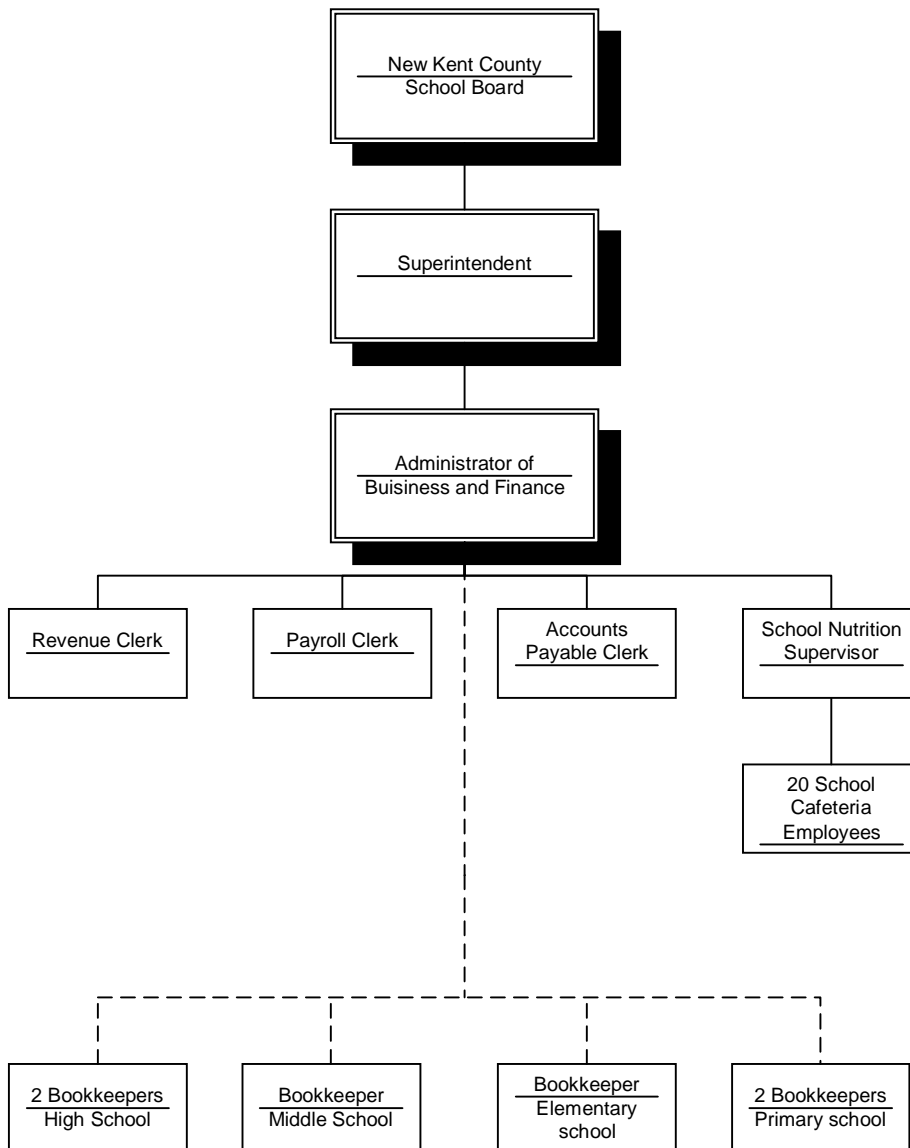 New Kent County
School Board
Superintendent
Administrator of
Buisiness and Finance
Revenue Clerk
Payroll Clerk
Accounts
Payable Clerk
School Nutrition
Supervisor
20 School
Cafeteria
Employees
2 Bookkeepers
High School
Bookkeeper
Middle School
Bookkeeper
Elementary
school
2 Bookkeepers
Primary school